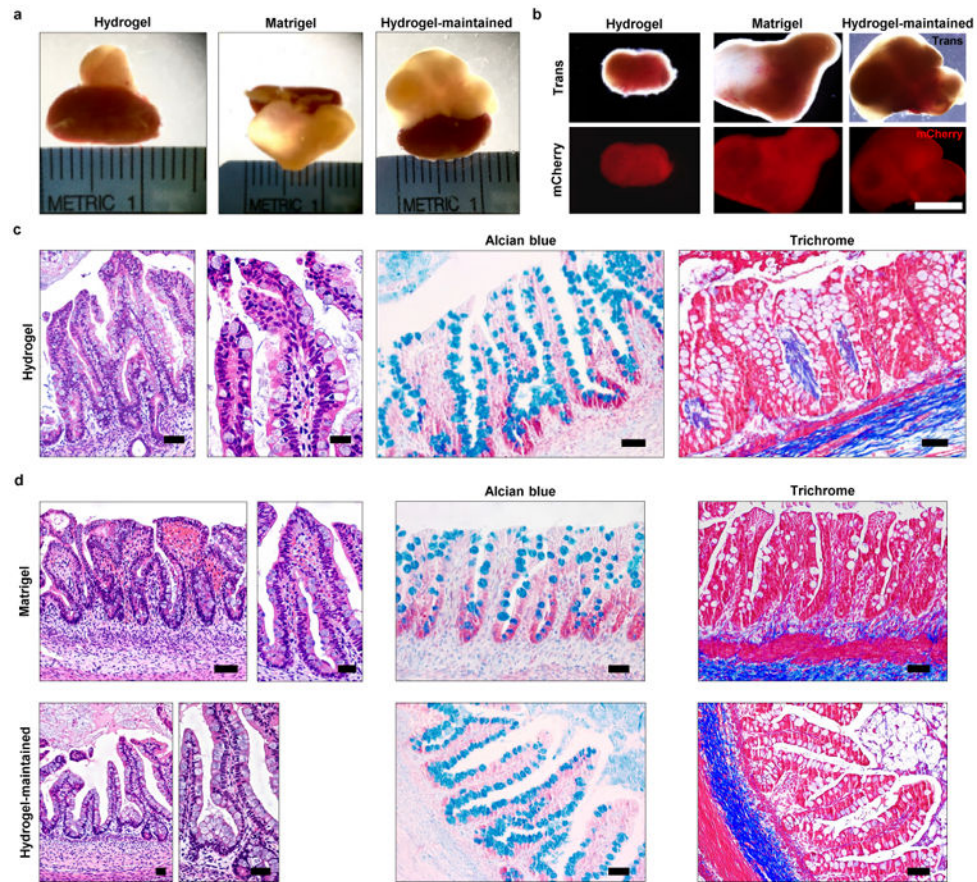 a
Hydrogel
Matrigel
Hydrogel-maintained
METRIC 1
METRIC 1
METRIC 1
b
Hydrogel
Matrigel
Hydrogel-maintained
Trans
Trans
mCherry
mCherry
c
Alcian blue
Trichrome
Hydrogel
d
Alcian blue
Trichrome
Matrigel
Hydrogel-maintained